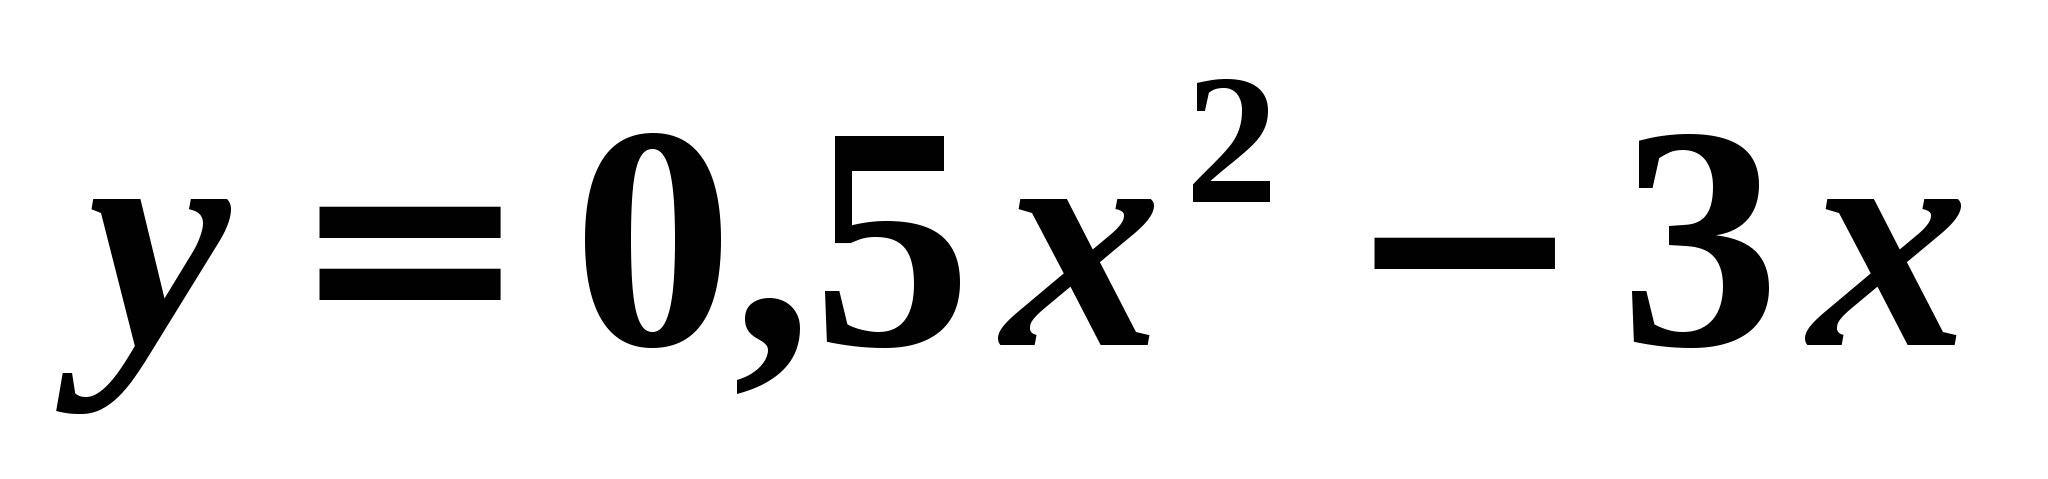 y = 0,5x² − 3x